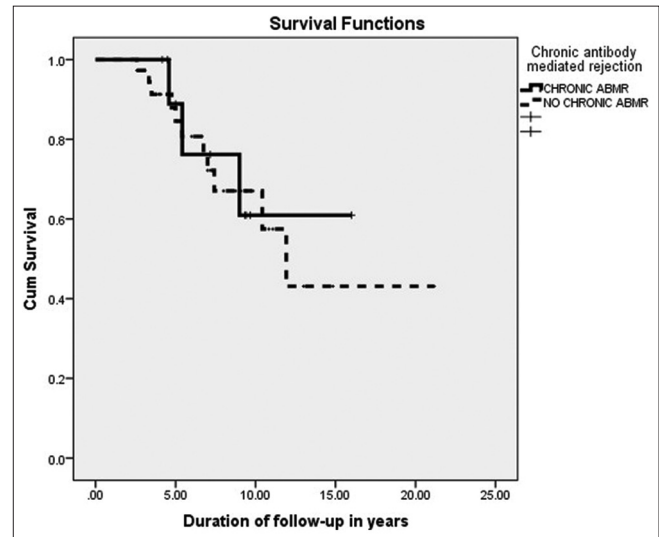 Survival Functions
Chronic antibody
mediated rejection
CHRONIC ABMR
NO CHRONIC ABMR
Cum Survival
1.0
0.8
0.6
0.4
0.2
0.0
.00 5.00 10.00 15.00 20.00 25.00
Duration of follow-up in years